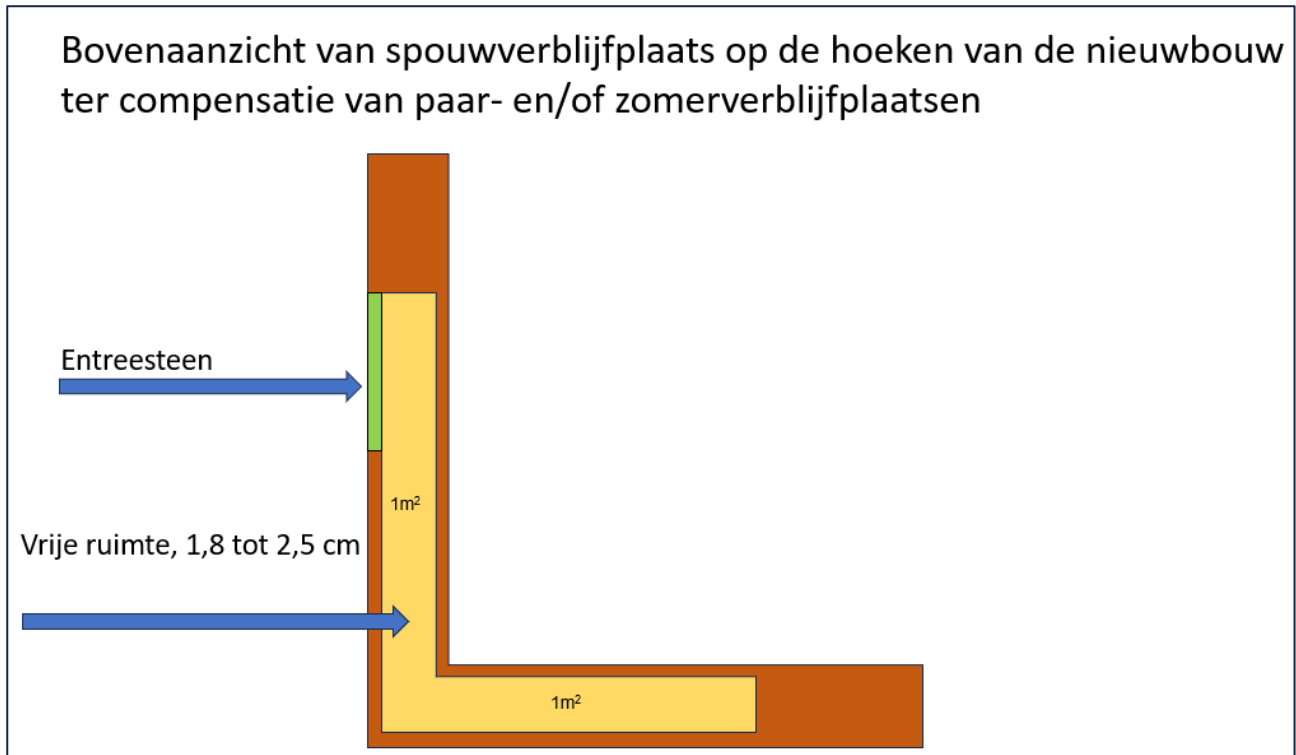 Bovenaanzicht van spouwverblijfplaats op de hoeken van de nieuwbouw
ter compensatie van paar- en/of zomerverblijfplaatsen
Entreesteen
1m²
Vrije ruimte, 1,8 tot 2,5 cm
1m²